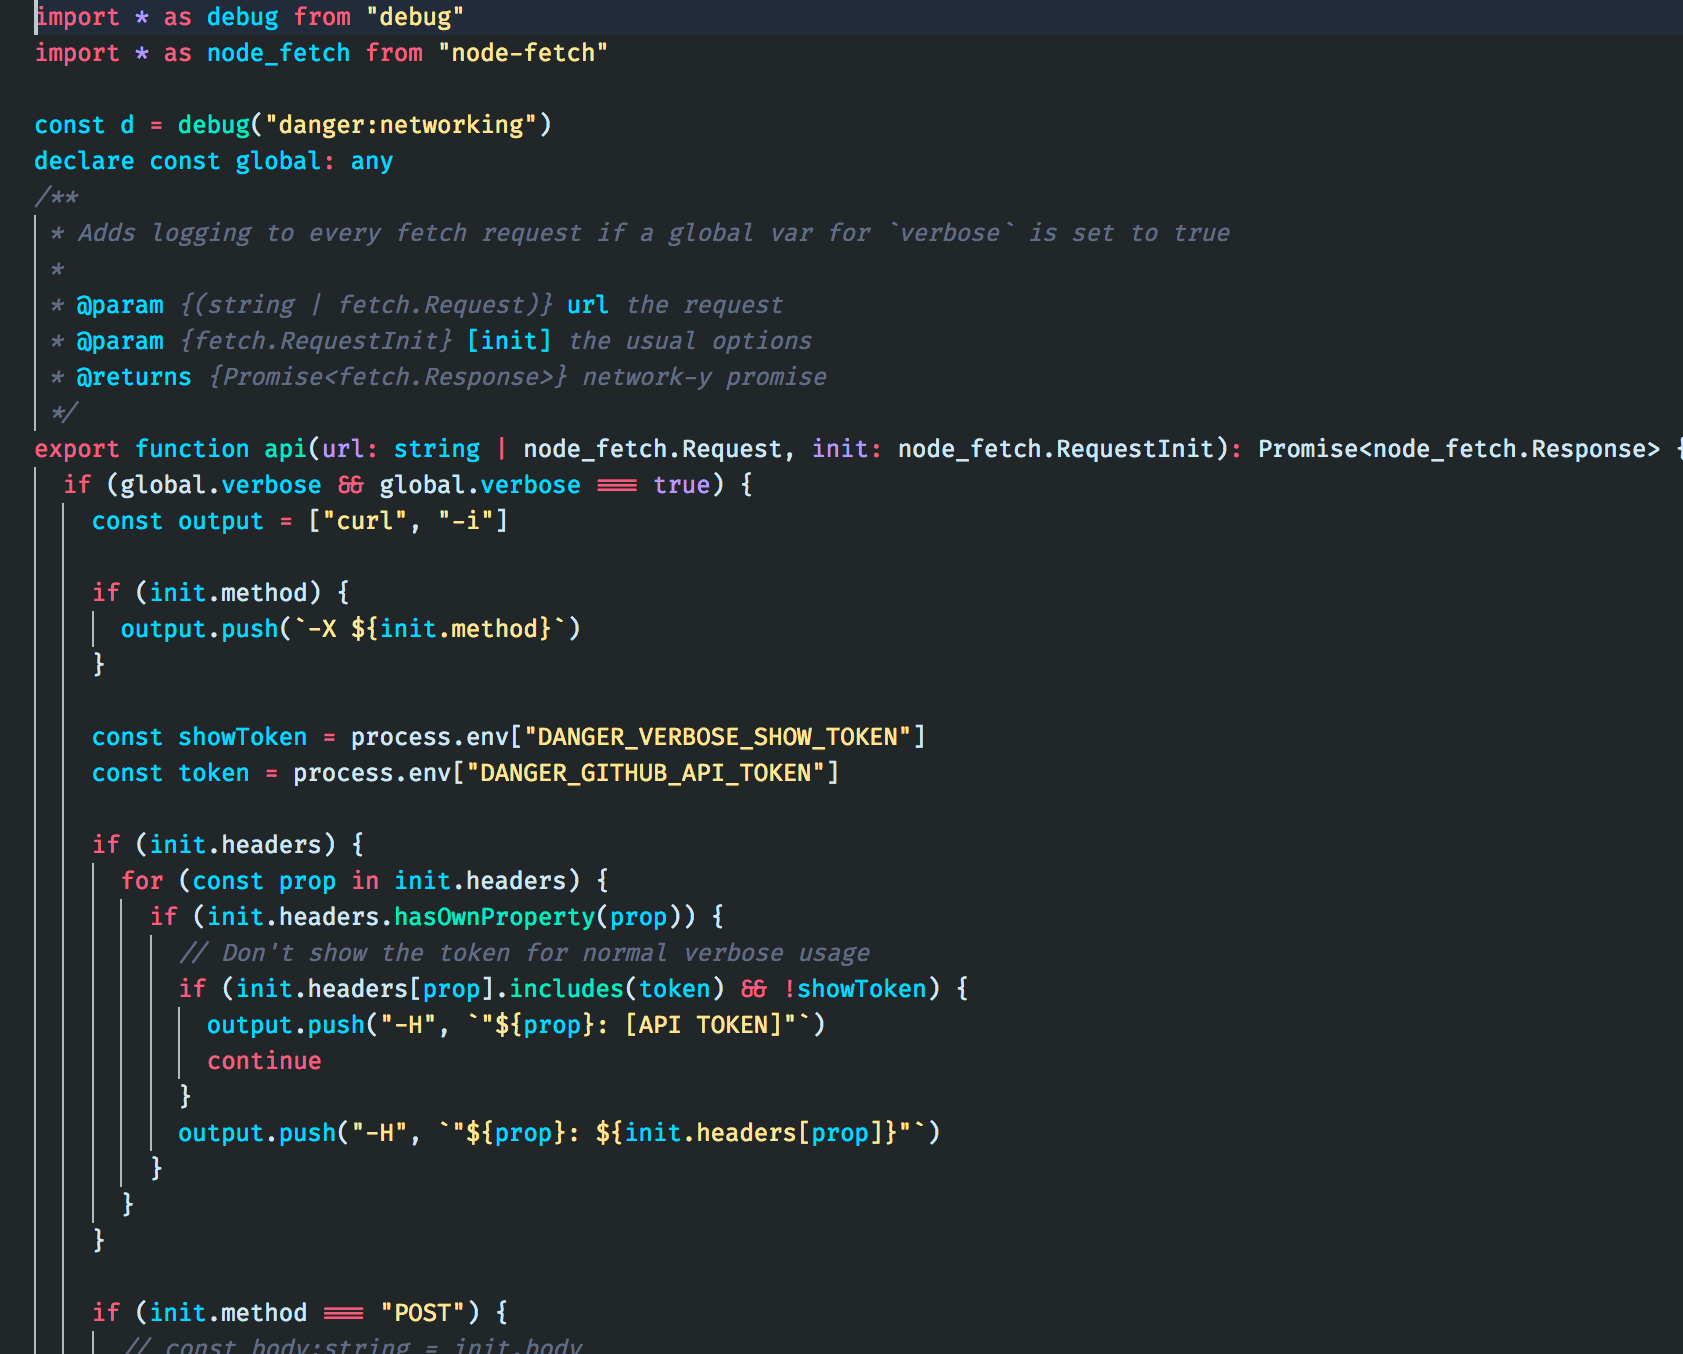 import * as debug from "debug"
import * as node_fetch from "node-fetch"

const d = debug("danger:networking")
declare const global: any
/**
 * Adds logging to every fetch request if a global var for `verbose` is set to true
 *
 * @param {(string | fetch.Request)} url the request
 * @param {fetch.RequestInit} [init] the usual options
 * @returns {Promise<fetch.Response>} network-y promise
 */
export function api(url: string | node_fetch.Request, init: node_fetch.RequestInit): Promise<node_fetch.Response> {
  if (global.verbose && global.verbose === true) {
    const output = ["curl", "-i"]

    if (init.method) {
      output.push(`-X ${init.method}`)
    }

    const showToken = process.env["DANGER_VERBOSE_SHOW_TOKEN"]
    const token = process.env["DANGER_GITHUB_API_TOKEN"]

    if (init.headers) {
      for (const prop in init.headers) {
        if (init.headers.hasOwnProperty(prop)) {
          // Don't show the token for normal verbose usage
          if (init.headers[prop].includes(token) && !showToken) {
            output.push("-H", `"${prop}: [API TOKEN]"`)
            continue
          }
          output.push("-H", `"${prop}: ${init.headers[prop]}"`)
        }
      }
    }

    if (init.method === "POST") {
      // const body:string = init.body